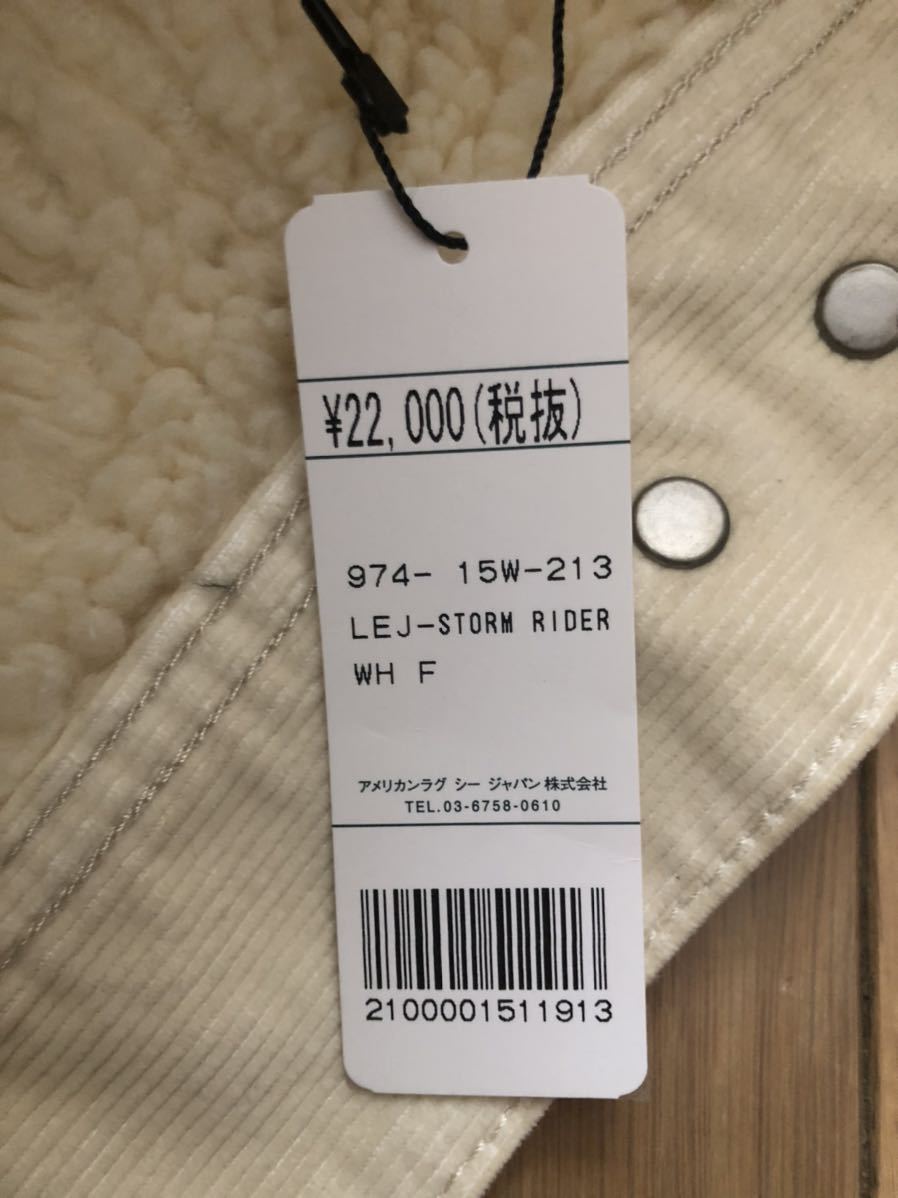 ¥22,000(税抜)
974- 15W-213
LEJ-STORM RIDER
WH F
アメリカンラグ シー ジャパン株式会社
TEL.03-6758-0610
2100001511913